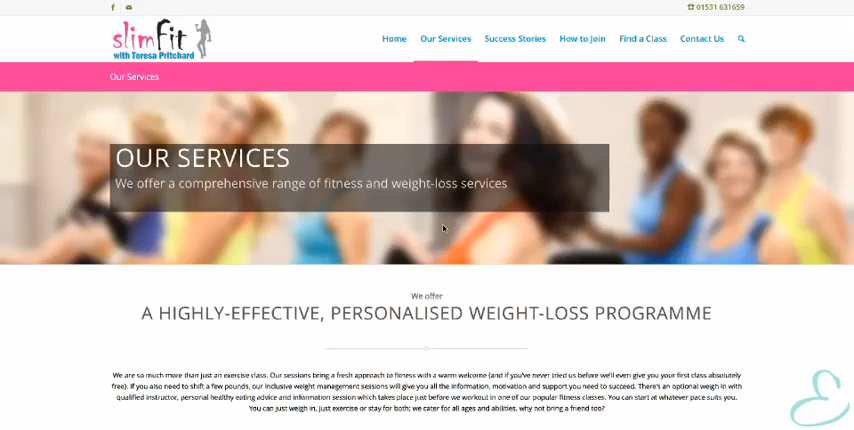 01531 631659
slimfit
with Teresa Pritchard
Home Our Services Success Stories How to Join Find a Class Contact Us
Our Services
OUR SERVICES
We offer a comprehensive range of fitness and weight-loss services
We offer
A HIGHLY-EFFECTIVE, PERSONALISED WEIGHT-LOSS PROGRAMME
We are so much more than just an exercise class. Our sessions bring a fresh approach to fitness with a warm welcome (and if you've never tried us before we'll even give you your first class absolutely
free). If you also need to shift a few pounds, our inclusive weight management sessions will give you all the information, motivation and support you need to succeed. There's an optional weigh in with
qualified instructor, personal healthy eating advice and information session which takes place just before we workout in one of our popular fitness classes. You can start at whatever pace suits you.
You can just weigh in, just exercise or stay for both; we cater for all ages and abilities, why not bring a friend too?